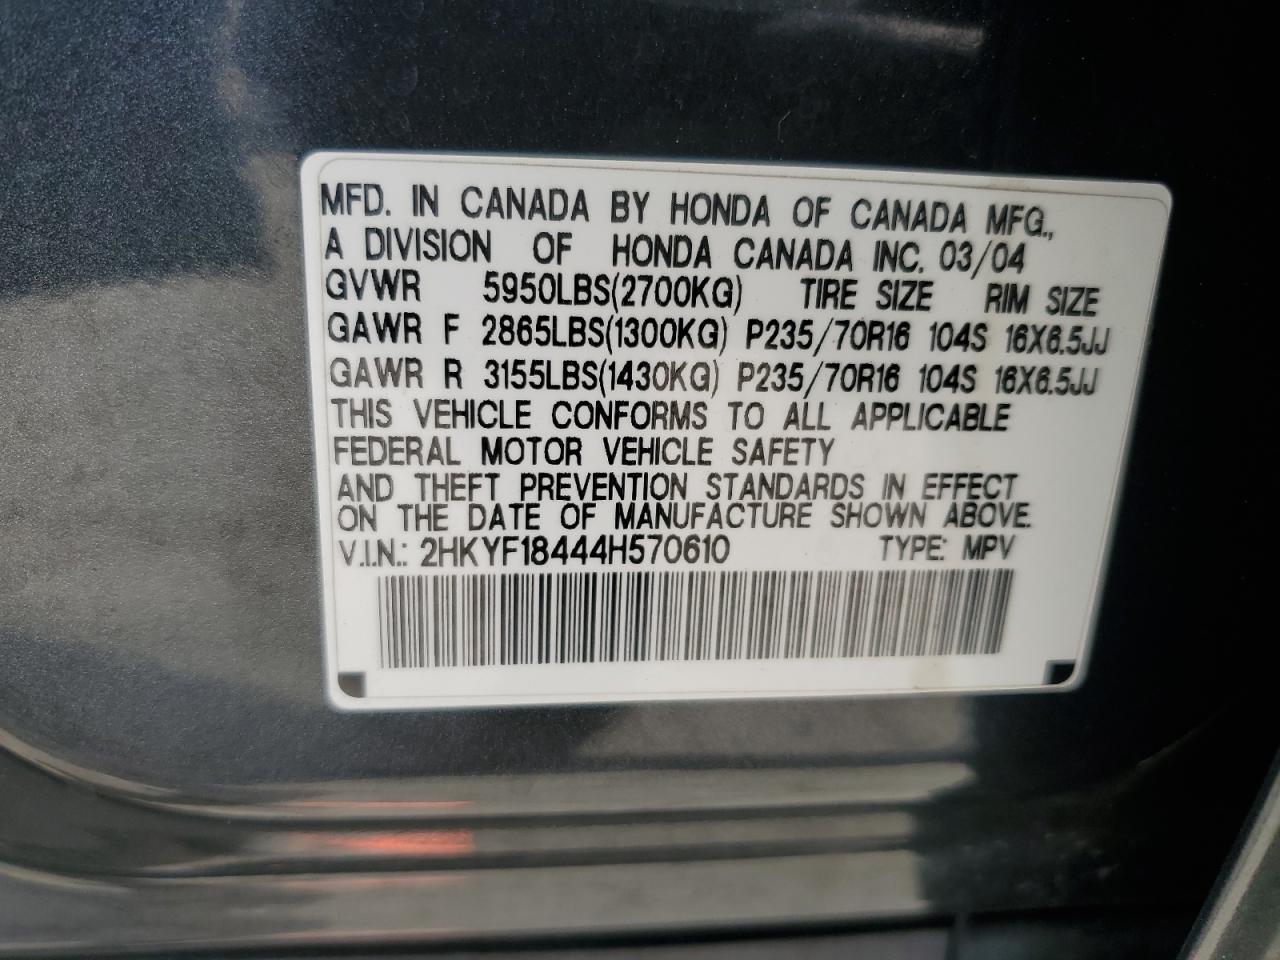 MFD. IN CANADA BY HONDA OF CANADA MFG.,
A DIVISION OF HONDA CANADA INC. 03/04
GVWR 5950LBS(2700KG) TIRE SIZE RIM SIZE
GAWR F 2865LBS(1300KG) P235/70R16 104S 16X6.5JJ
GAWR R 3155LBS(1430KG) P235/70R16 104S 16X6.5JJ
THIS VEHICLE CONFORMS TO ALL APPLICABLE
FEDERAL MOTOR VEHICLE SAFETY
AND THEFT PREVENTION STANDARDS IN EFFECT
ON THE DATE OF MANUFACTURE SHOWN ABOVE.
V.I.N.: 2HKYF18444H570610 TYPE: MPV